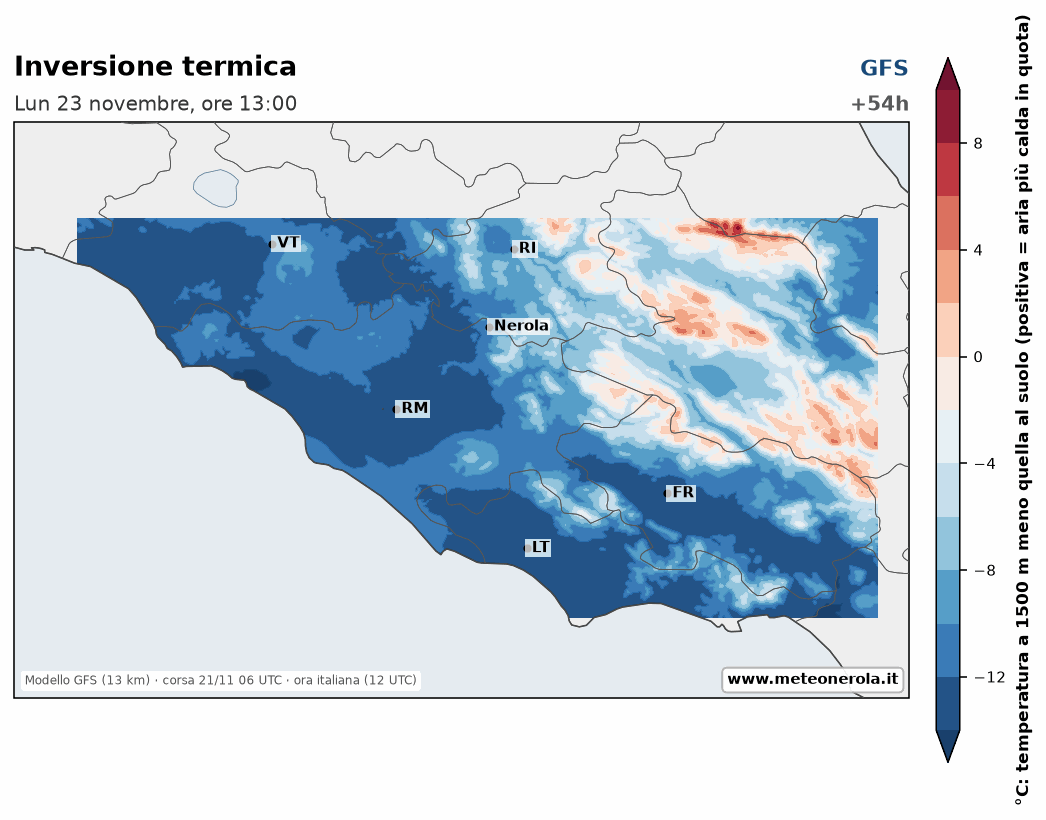 Inversione termica
GFS
Lun 23 novembre, ore 13:00
+54h
VT
RI
Nerola
RM
FR
LT
8
4
0
−4
−8
−12
°C: temperatura a 1500 m meno quella al suolo (positiva = aria più calda in quota)
Modello GFS (13 km) · corsa 21/11 06 UTC · ora italiana (12 UTC)
www.meteonerola.it